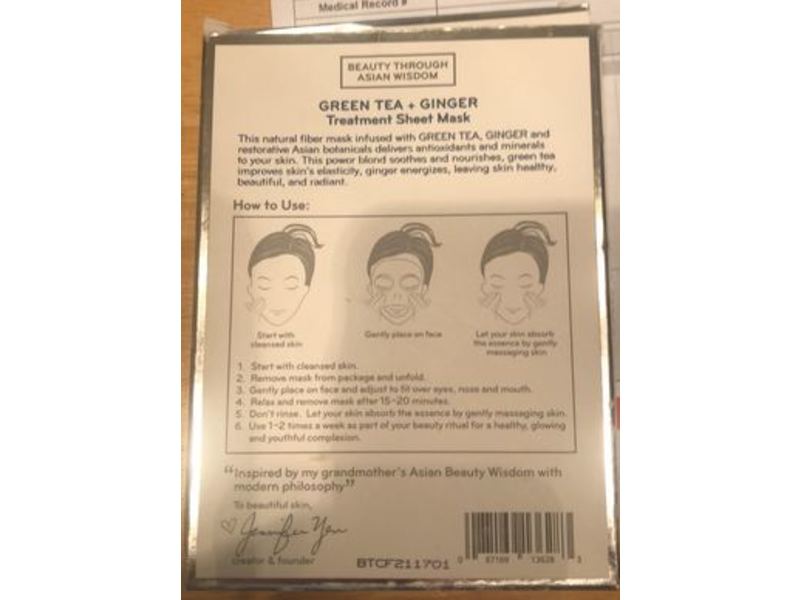 Medical Record #
BEAUTY THROUGH
ASIAN WISDOM
GREEN TEA + GINGER
Treatment Sheet Mask
This natural fiber mask infused with GREEN TEA, GINGER and
restorative Asian botanicals delivers antioxidants and minerals
to your skin. This power blend soothes and nourishes, green tea
improves skin's elasticity, ginger energizes, leaving skin healthy,
beautiful, and radiant.
How to Use:
Start with
cleansed skin
Gently place on face
Let your skin absorb
the essence by gently
massaging skin
1. Start with cleansed skin.
2. Remove mask from package and unfold.
3. Gently place on face and adjust to fit over eyes, nose and mouth.
4. Relax and remove mask after 15-20 minutes.
5. Don't rinse. Let your skin absorb the essence by gently massaging skin.
6. Use 1-2 times a week as part of your beauty ritual for a healthy, glowing
and youthful complexion.
“Inspired by my grandmother's Asian Beauty Wisdom with
modern philosophy”
To beautiful skin,
Jennifer Yen
creator & founder
BTCF211701